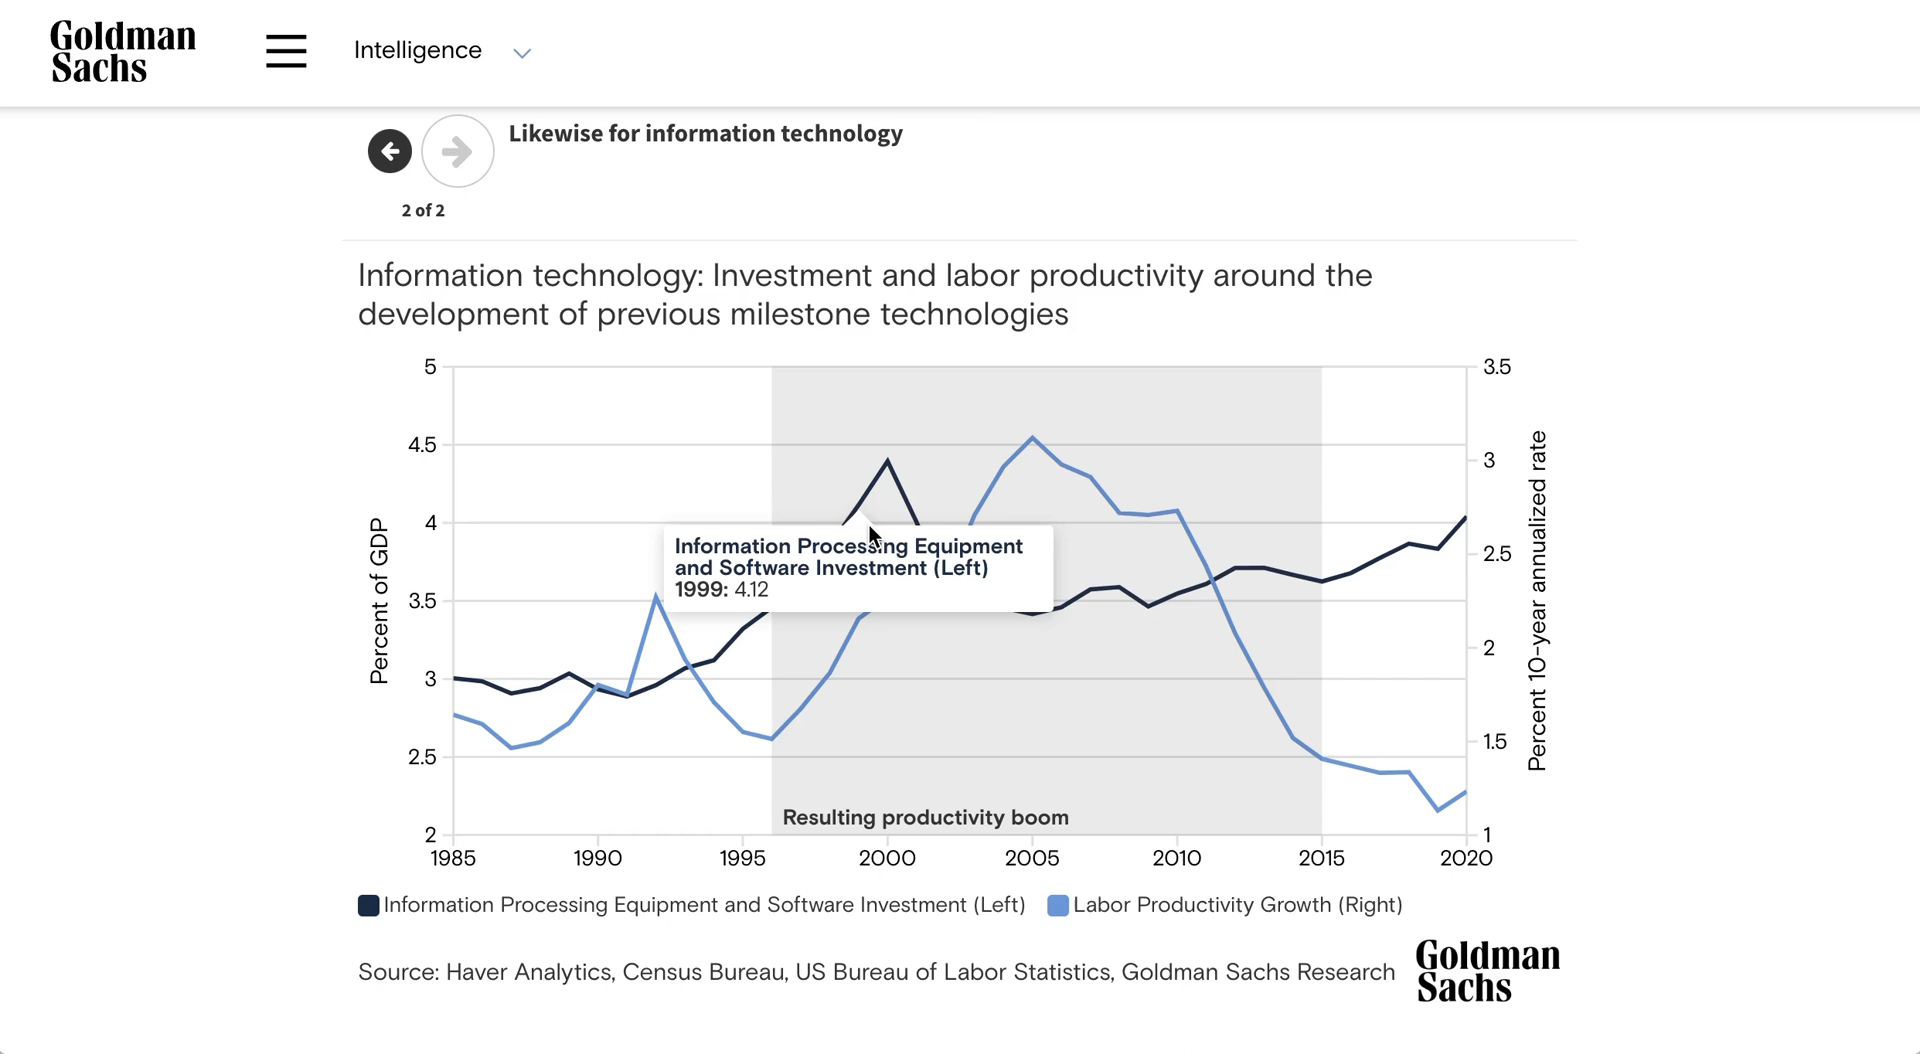 Goldman
Sachs
Intelligence
Likewise for information technology
2 of 2
Information technology: Investment and labor productivity around the
development of previous milestone technologies
5
4.5
4
3.5
3
2.5
2
Percent of GDP
3.5
3
2.5
2
1.5
1
Percent 10-year annualized rate
Information Processing Equipment
and Software Investment (Left)
1999: 4.12
Resulting productivity boom
1985 1990 1995 2000 2005 2010 2015 2020
Information Processing Equipment and Software Investment (Left) Labor Productivity Growth (Right)
Source: Haver Analytics, Census Bureau, US Bureau of Labor Statistics, Goldman Sachs Research
Goldman
Sachs